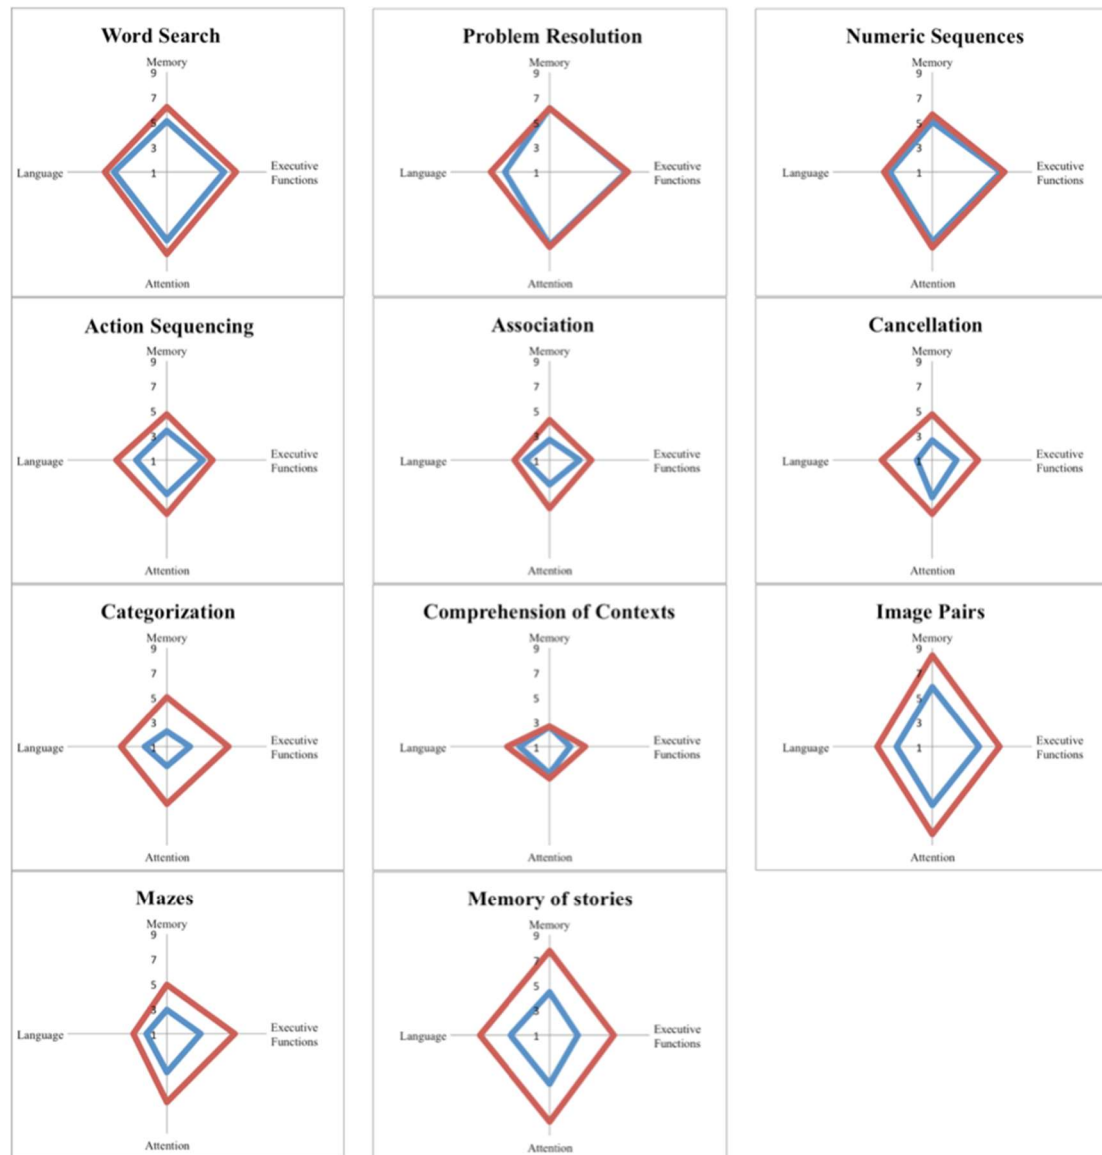 Word Search
Memory
9
7
5
3
1
Language
Executive
Functions
Attention
Problem Resolution
Memory
9
7
5
3
1
Language
Executive
Functions
Attention
Numeric Sequences
Memory
9
7
5
3
1
Language
Executive
Functions
Attention
Action Sequencing
Memory
9
7
5
3
1
Language
Executive
Functions
Attention
Association
Memory
9
7
5
3
1
Language
Executive
Functions
Attention
Cancellation
Memory
9
7
5
3
1
Language
Executive
Functions
Attention
Categorization
Memory
9
7
5
3
1
Language
Executive
Functions
Attention
Comprehension of Contexts
Memory
9
7
5
3
1
Language
Executive
Functions
Attention
Image Pairs
Memory
9
7
5
3
1
Language
Executive
Functions
Attention
Mazes
Memory
9
7
5
3
1
Language
Executive
Functions
Attention
Memory of stories
Memory
9
7
5
3
1
Language
Executive
Functions
Attention